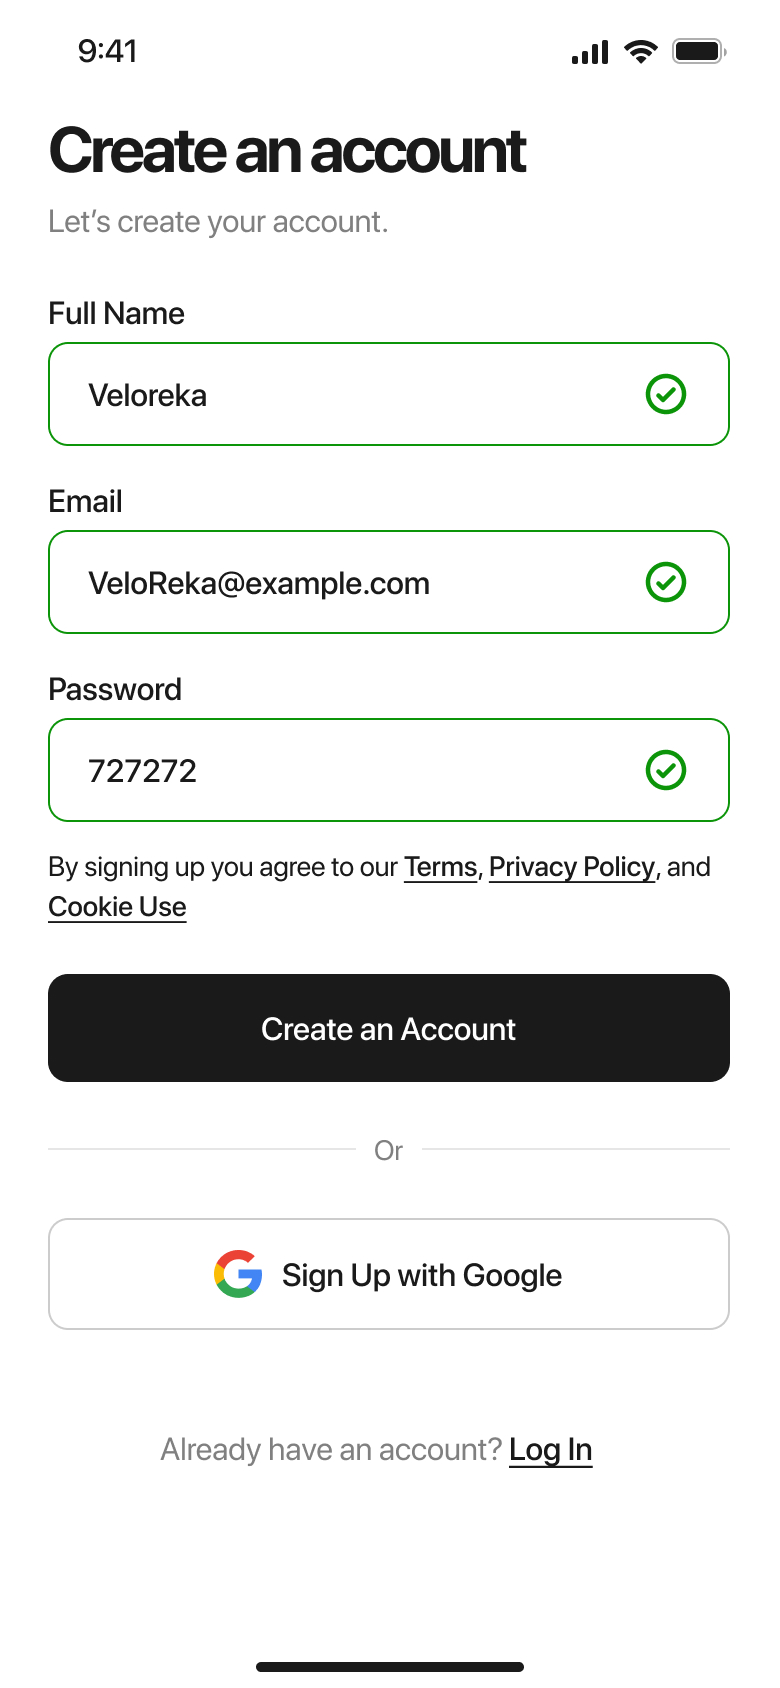 9:41
Create an account
Let’s create your account.
Full Name
Veloreka
Email
VeloReka@example.com
Password
727272
By signing up you agree to our Terms, Privacy Policy, and
Cookie Use
Create an Account
Or
Sign Up with Google
Already have an account? Log In